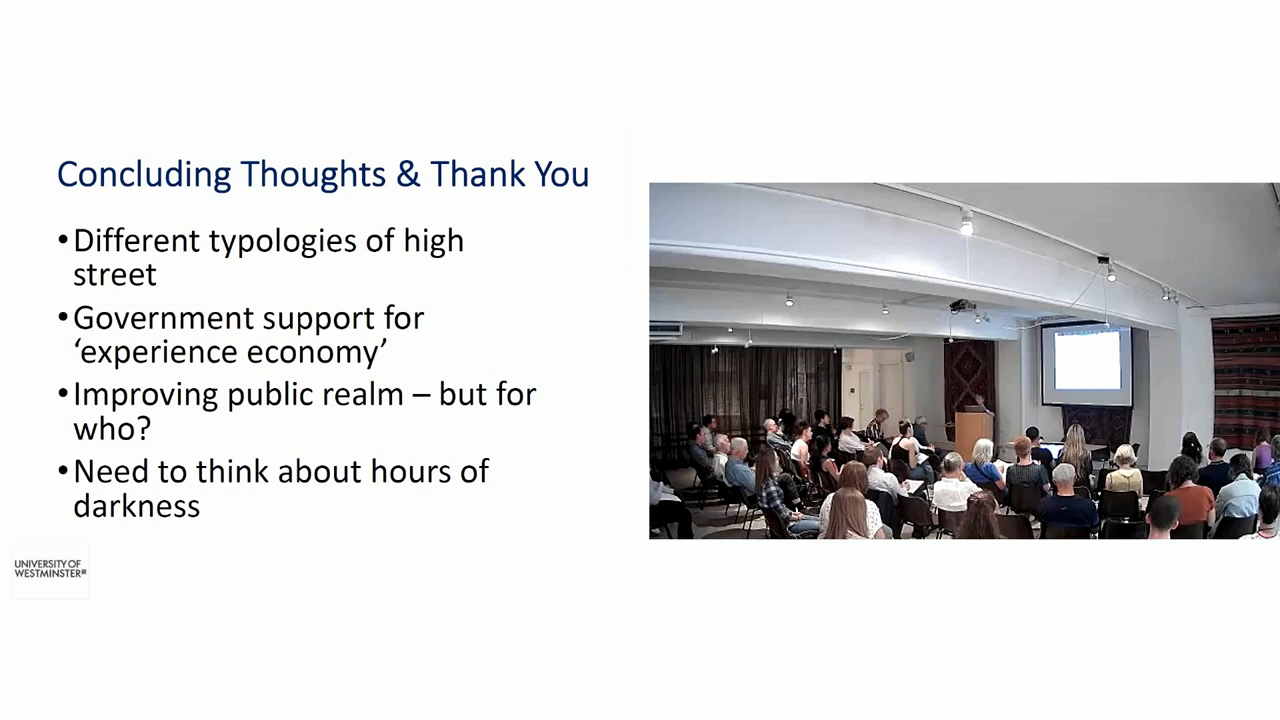 Concluding Thoughts & Thank You
•Different typologies of high
street
•Government support for
‘experience economy’
•Improving public realm – but for
who?
•Need to think about hours of
darkness
UNIVERSITY OF
WESTMINSTER